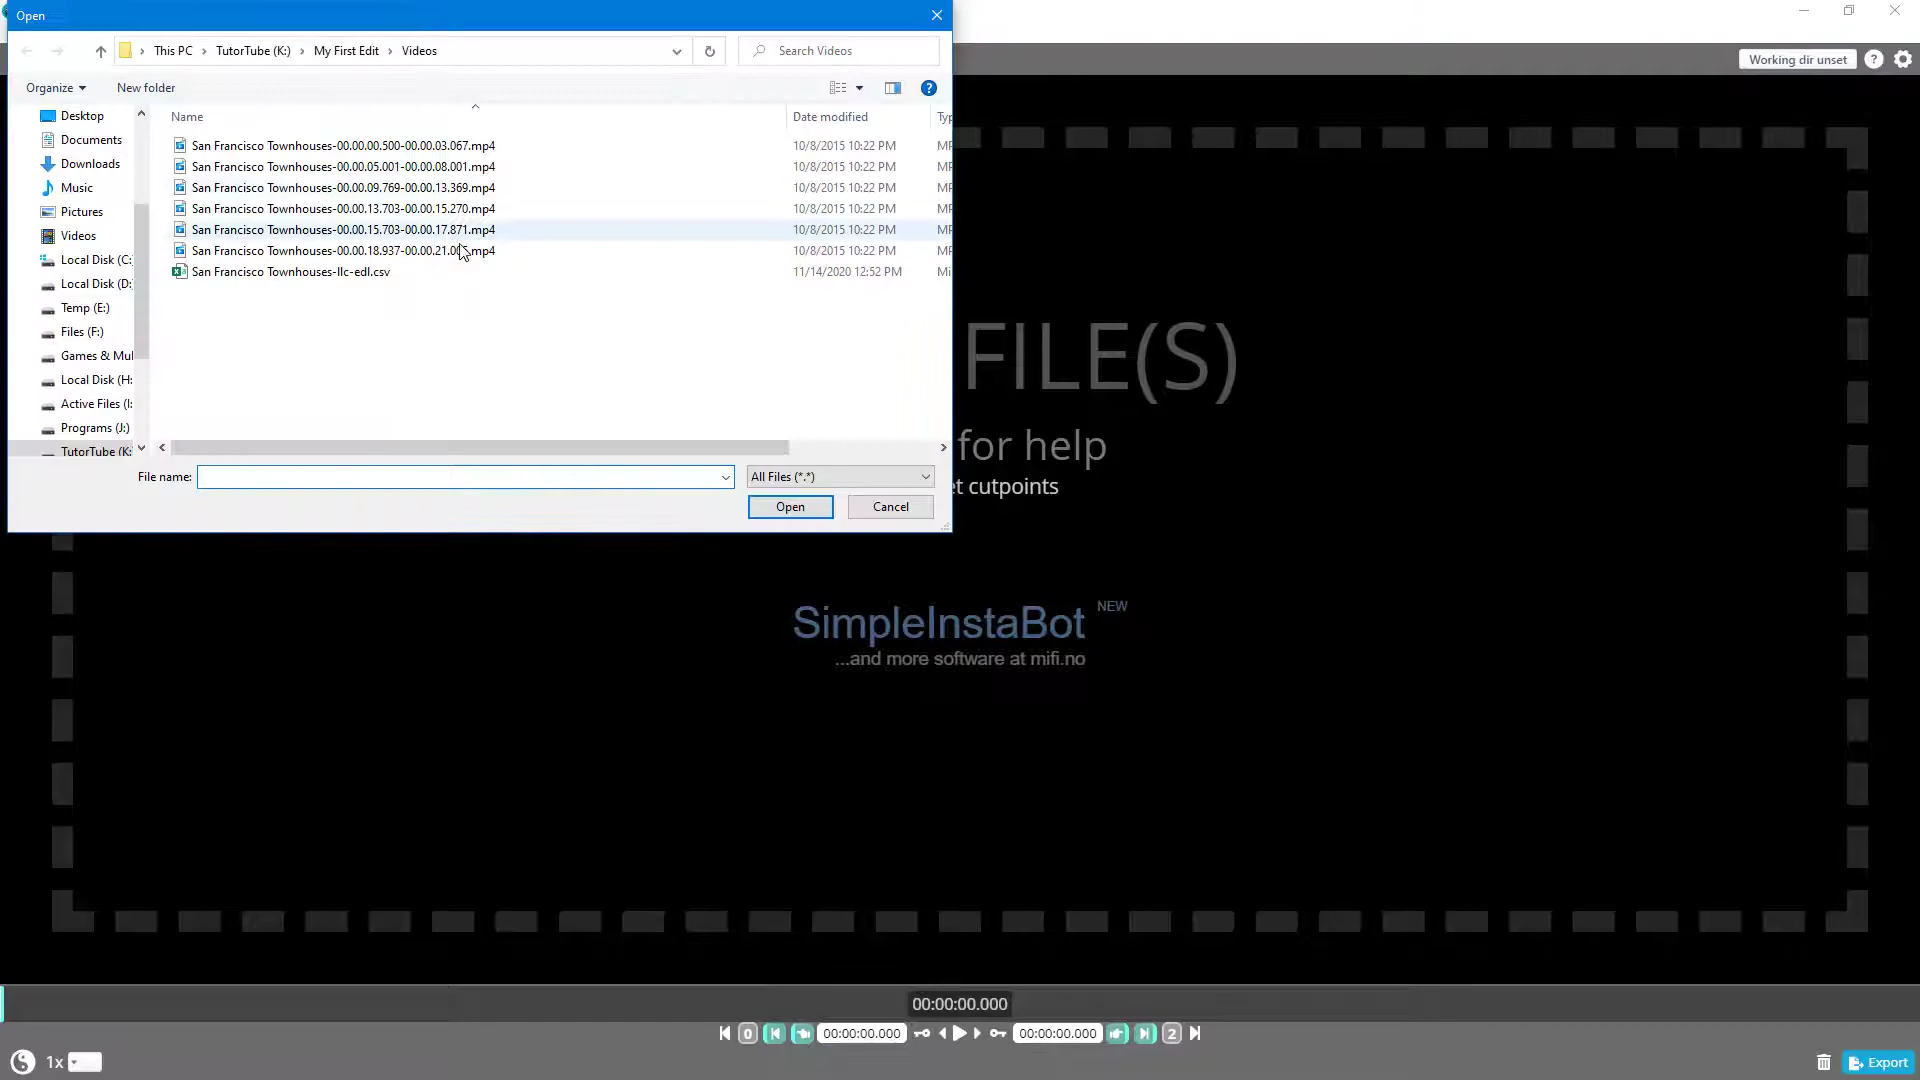 Open
This PC > TutorTube (K:) > My First Edit > Videos
Search Videos
Working dir unset
?
Organize
New folder
?
Name
Date modified
Desktop
Documents
Downloads
Music
Pictures
Videos
Local Disk (C:
Local Disk (D:
Temp (E:)
Files (F:)
Games & Mul
Local Disk (H:
Active Files (I:
Programs (J:)
TutorTube (K:
San Francisco Townhouses-00.00.00.500-00.00.03.067.mp4
10/8/2015 10:22 PM
San Francisco Townhouses-00.00.05.001-00.00.08.001.mp4
10/8/2015 10:22 PM
San Francisco Townhouses-00.00.09.769-00.00.13.369.mp4
10/8/2015 10:22 PM
San Francisco Townhouses-00.00.13.703-00.00.15.270.mp4
10/8/2015 10:22 PM
San Francisco Townhouses-00.00.15.703-00.00.17.871.mp4
10/8/2015 10:22 PM
San Francisco
10/8/2015 10:22 PM
San Francisco Townhouses-llc-edl.csv
11/14/2020 12:52 PM
File name:
All Files (*.*)
Open
Cancel
FILE(S)
for help
cutpoints
SimpleInstaBot NEW
...and more software at mifi.no
00:00:00.000
0
00:00:00.000
00:00:00.000
2
1x
Export